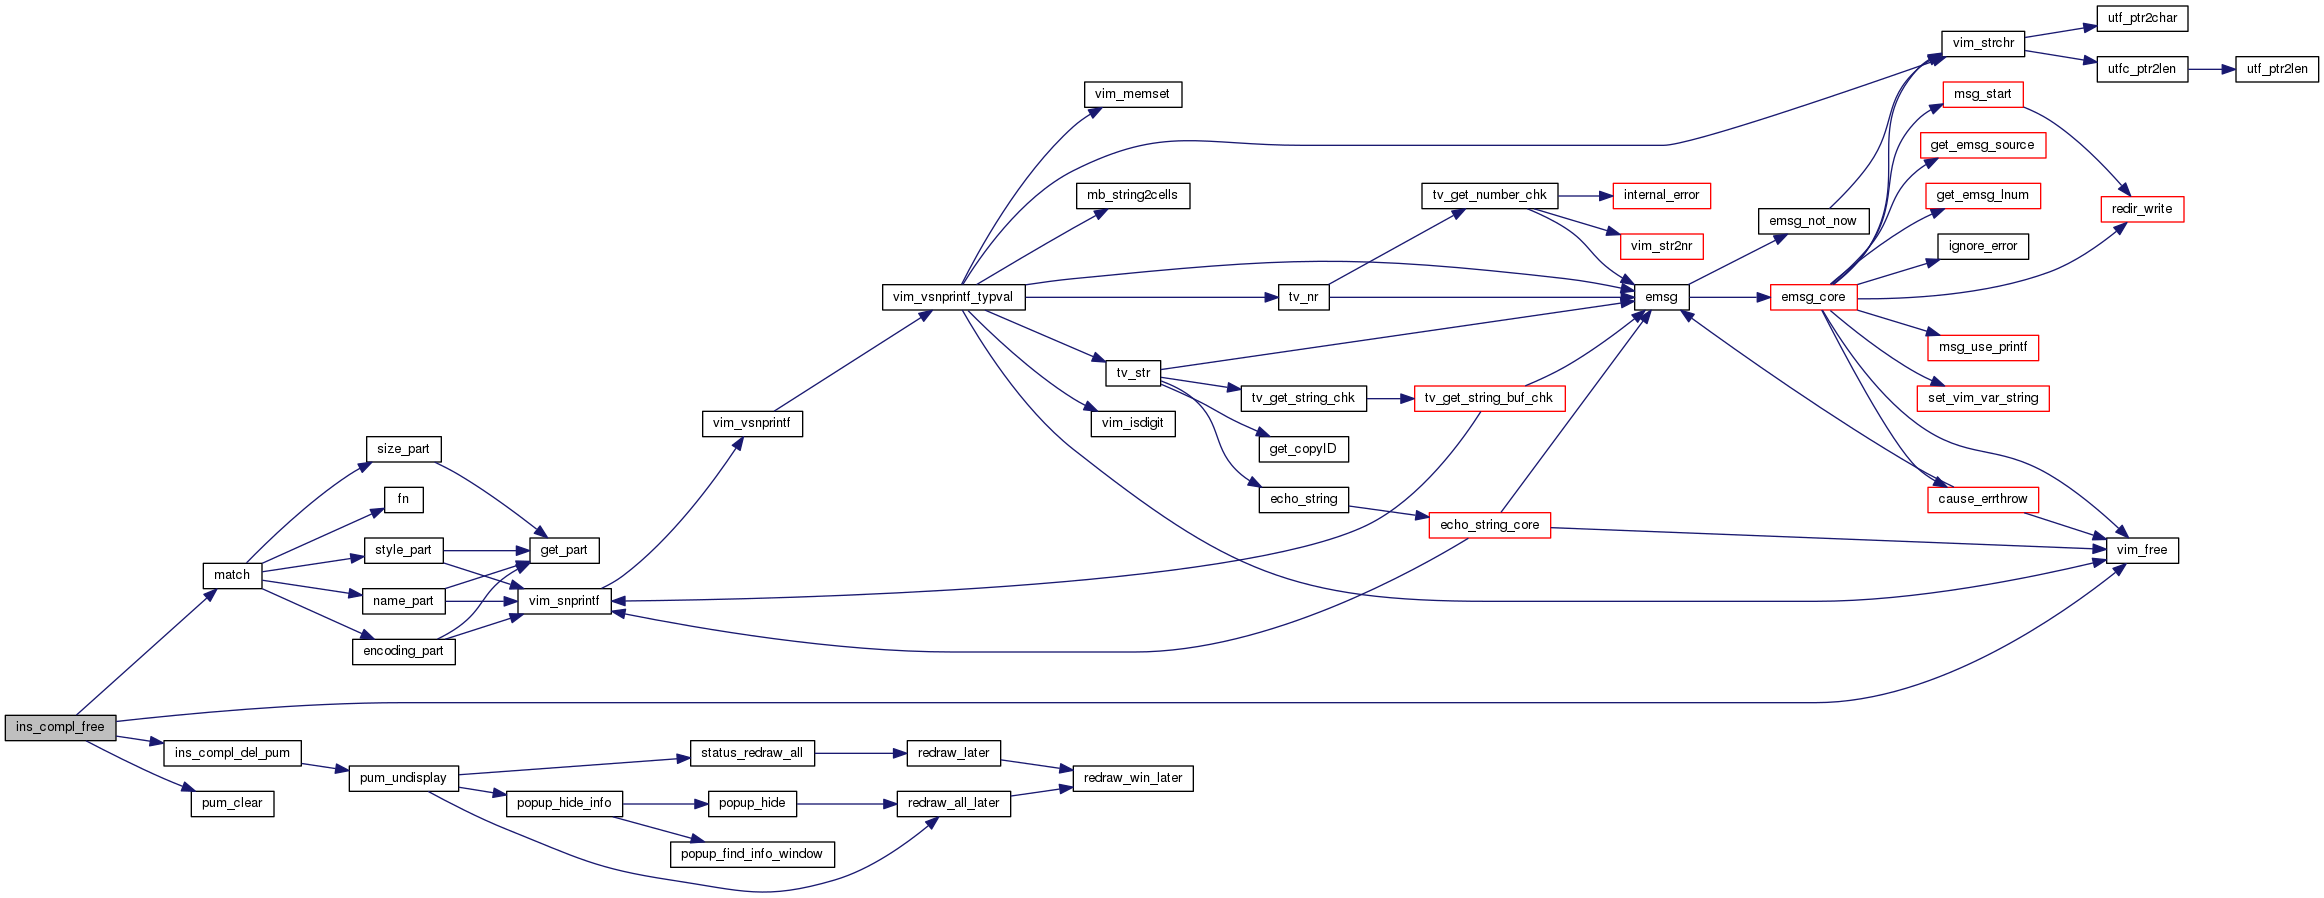 utf_ptr2char
vim_strchr
utfc_ptr2len
utf_ptr2len
vim_memset
msg_start
get_emsg_source
mb_string2cells
tv_get_number_chk
internal_error
get_emsg_lnum
redir_write
emsg_not_now
vim_str2nr
ignore_error
vim_vsnprintf_typval
tv_nr
emsg
emsg_core
msg_use_printf
tv_str
tv_get_string_chk
tv_get_string_buf_chk
set_vim_var_string
vim_vsnprintf
vim_isdigit
size_part
get_copyID
fn
echo_string
cause_errthrow
echo_string_core
style_part
get_part
vim_free
match
name_part
vim_snprintf
encoding_part
ins_compl_free
ins_compl_del_pum
status_redraw_all
redraw_later
pum_undisplay
redraw_win_later
pum_clear
popup_hide_info
popup_hide
redraw_all_later
popup_find_info_window